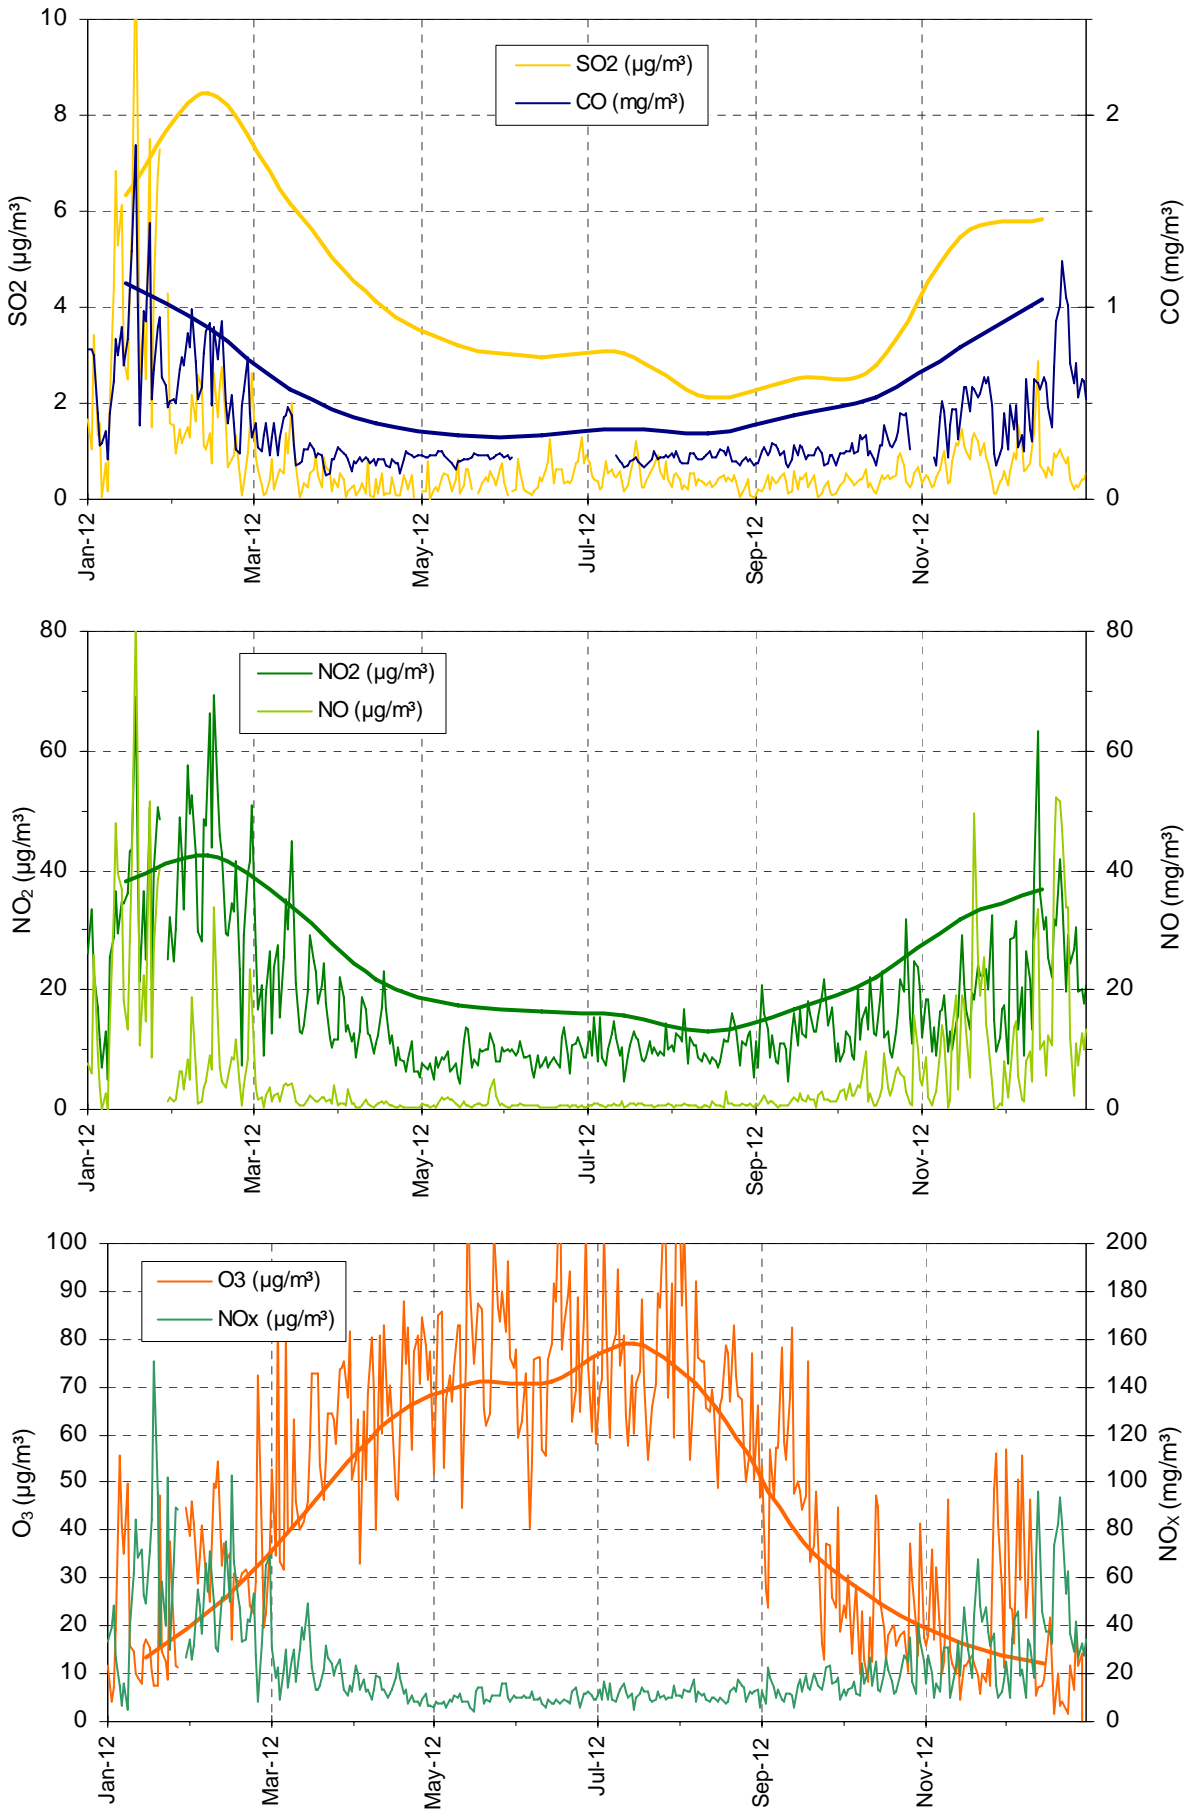 10
8
6
4
2
0
SO2 (µg/m³)
SO2 (µg/m³)
CO (mg/m³)
2
1
0
CO (mg/m³)
Jan-12
Mar-12
May-12
Jul-12
Sep-12
Nov-12
80
60
40
20
0
NO₂ (µg/m³)
NO2 (µg/m³)
NO (µg/m³)
80
60
40
20
0
NO (mg/m³)
Jan-12
Mar-12
May-12
Jul-12
Sep-12
Nov-12
100
90
80
70
60
50
40
30
20
10
0
O₃ (µg/m³)
O3 (µg/m³)
NOx (µg/m³)
200
180
160
140
120
100
80
60
40
20
0
NOₓ (mg/m³)
Jan-12
Mar-12
May-12
Jul-12
Sep-12
Nov-12